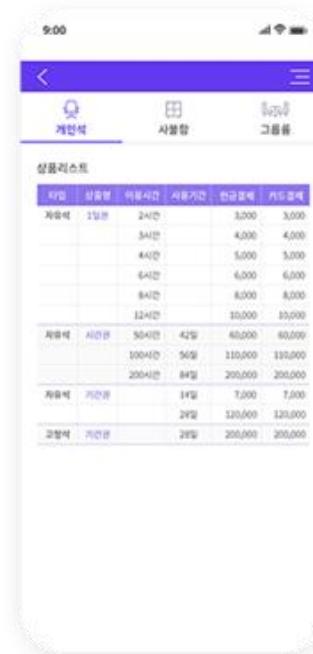 9:00
개인석 사물함 그룹룸
상품리스트
타입 상품명 이용시간 사용기간 현금결제 카드결제
자유석 1일권 2시간 3,000 3,000
3시간 4,000 4,000
4시간 5,000 5,000
6시간 6,000 6,000
8시간 8,000 8,000
12시간 10,000 10,000
자유석 시간권 50시간 42일 60,000 60,000
100시간 56일 110,000 110,000
200시간 84일 200,000 200,000
자유석 기간권 14일 7,000 7,000
28일 120,000 120,000
고정석 기간권 28일 200,000 200,000